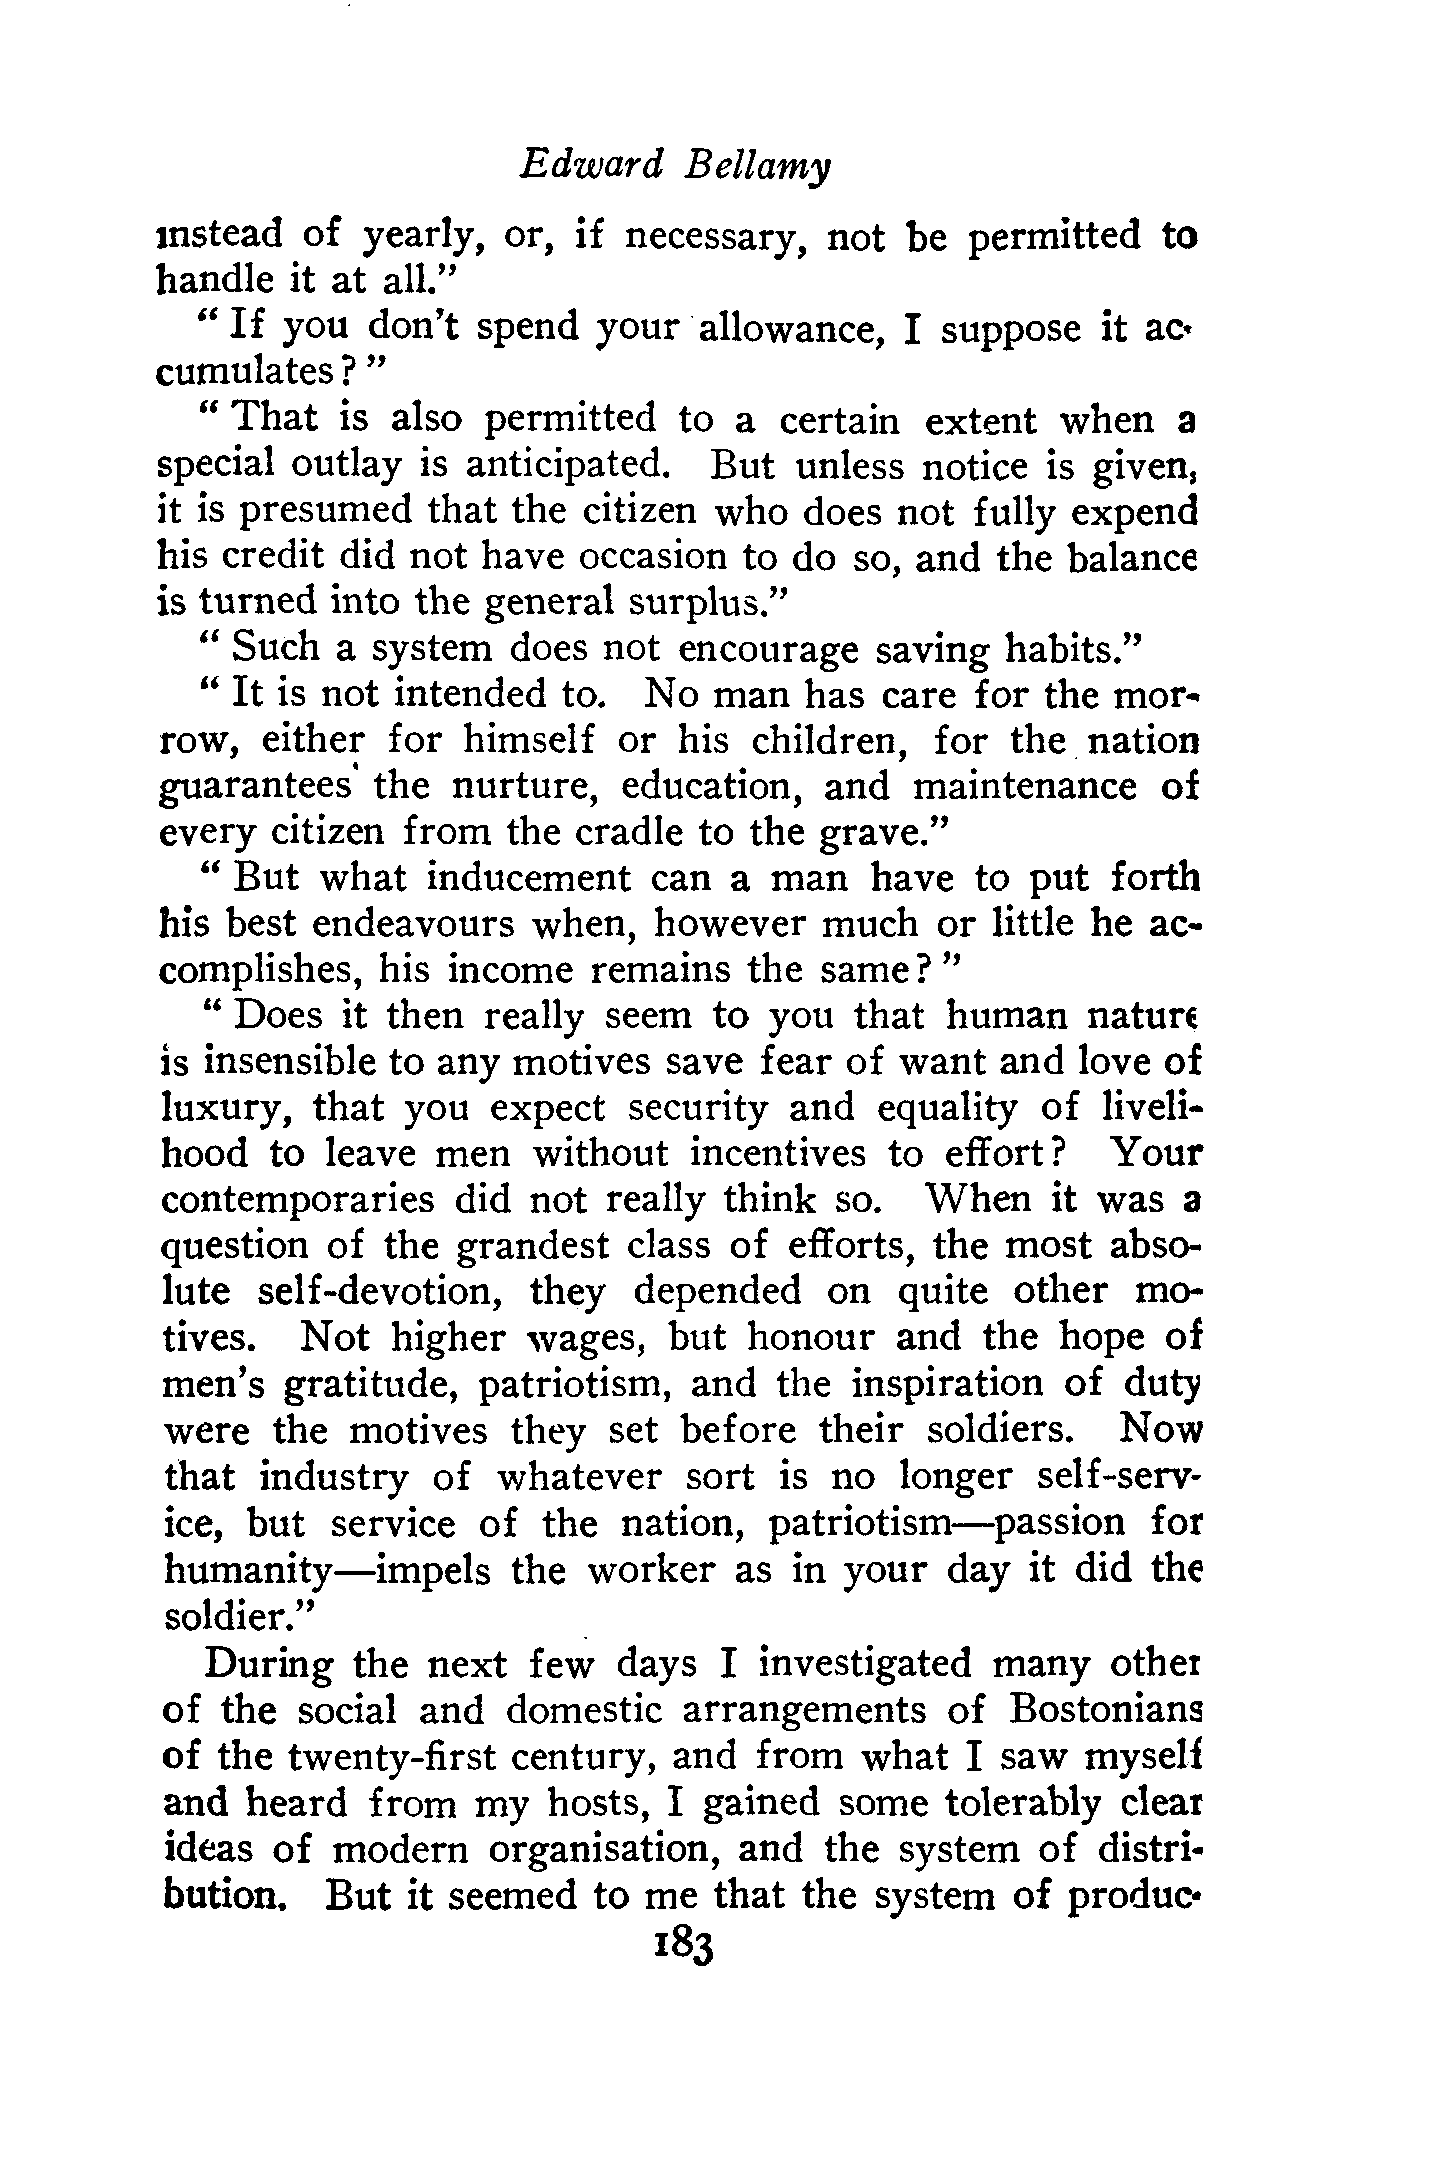 Edward Bellamy
instead of yearly, or, if necessary, not be permitted to
handle it at all."
" If you don't spend your allowance, I suppose it ac-
cumulates ? "
" That is also permitted to a certain extent when a
special outlay is anticipated. But unless notice is given,
it is presumed that the citizen who does not fully expend
his credit did not have occasion to do so, and the balance
is turned into the general surplus."
" Such a system does not encourage saving habits."
" It is not intended to. No man has care for the mor-
row, either for himself or his children, for the nation
guarantees the nurture, education, and maintenance of
every citizen from the cradle to the grave."
" But what inducement can a man have to put forth
his best endeavours when, however much or little he ac-
complishes, his income remains the same ? "
" Does it then really seem to you that human nature
is insensible to any motives save fear of want and love of
luxury, that you expect security and equality of liveli-
hood to leave men without incentives to effort ? Your
contemporaries did not really think so. When it was a
question of the grandest class of efforts, the most abso-
lute self-devotion, they depended on quite other mo-
tives. Not higher wages, but honour and the hope of
men's gratitude, patriotism, and the inspiration of duty
were the motives they set before their soldiers. Now
that industry of whatever sort is no longer self-serv-
ice, but service of the nation, patriotism—passion for
humanity—impels the worker as in your day it did the
soldier."
During the next few days I investigated many other
of the social and domestic arrangements of Bostonians
of the twenty-first century, and from what I saw myself
and heard from my hosts, I gained some tolerably clear
ideas of modern organisation, and the system of distri-
bution. But it seemed to me that the system of produc-
183